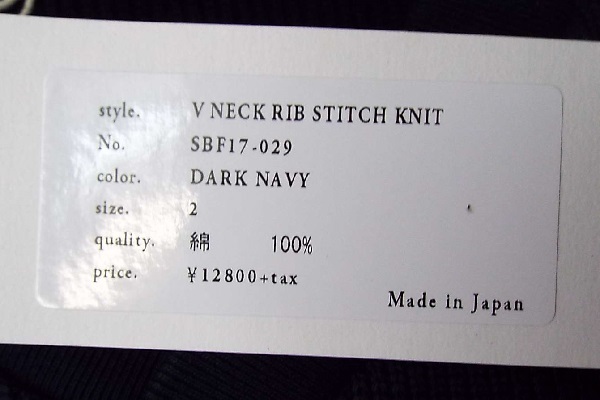 style. V NECK RIB STITCH KNIT
No. SBF17-029
color. DARK NAVY
size. 2
quality. 綿 100%
price. ¥12800+tax
Made in Japan